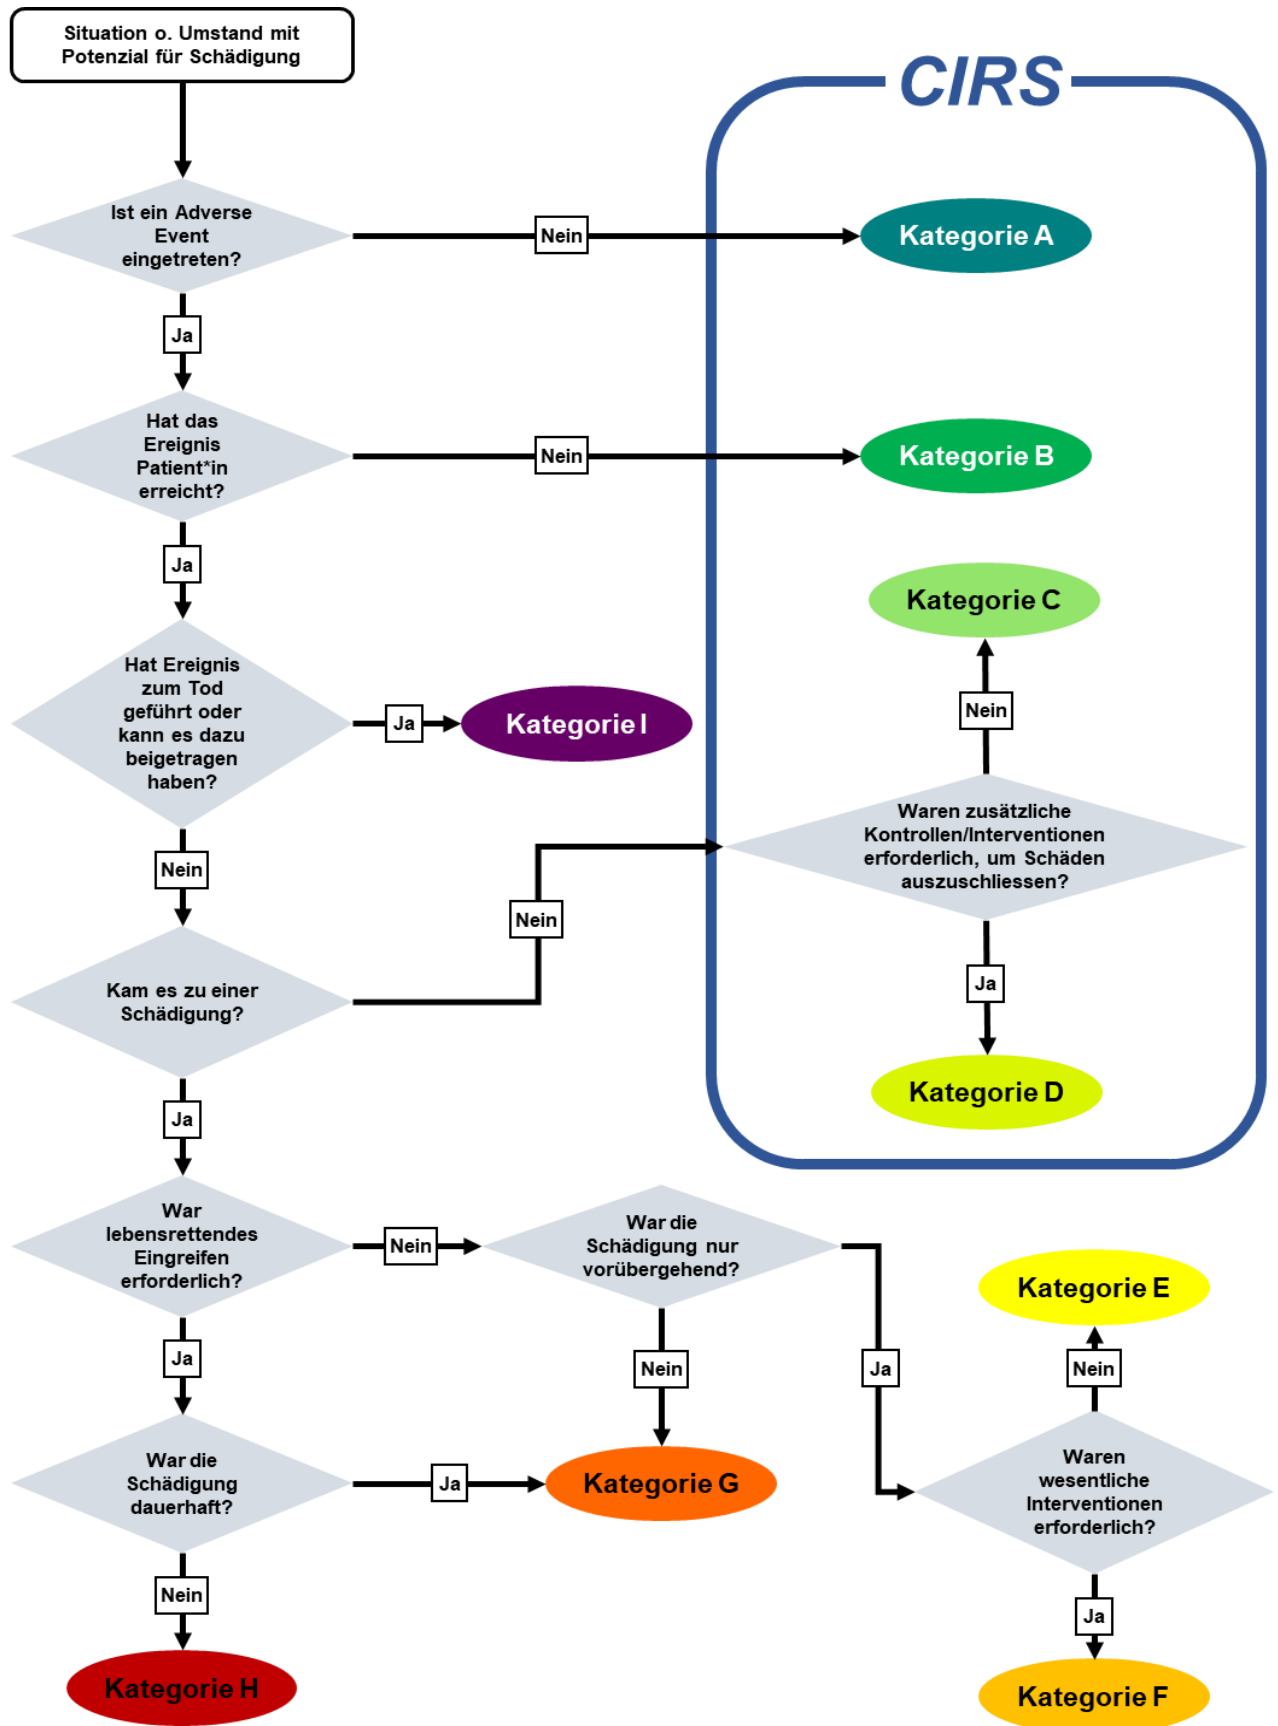 Situation o. Umstand mit
Potenzial für Schädigung
CIRS
Ist ein Adverse
Event
eingetreten?
Nein
Kategorie A
Ja
Hat das
Ereignis
Patient*in
erreicht?
Nein
Kategorie B
Ja
Kategorie C
Hat Ereignis
zum Tod
geführt oder
kann es dazu
beigetragen
haben?
Ja
Kategorie I
Nein
Waren zusätzliche
Kontrollen/Interventionen
erforderlich, um Schäden
auszuschliessen?
Nein
Nein
Kam es zu einer
Schädigung?
Ja
Kategorie D
Ja
War
lebensrettendes
Eingreifen
erforderlich?
Nein
War die
Schädigung nur
vorübergehend?
Kategorie E
Ja
Nein
Ja
Nein
War die
Schädigung
dauerhaft?
Ja
Kategorie G
Waren
wesentliche
Interventionen
erforderlich?
Nein
Ja
Kategorie H
Kategorie F